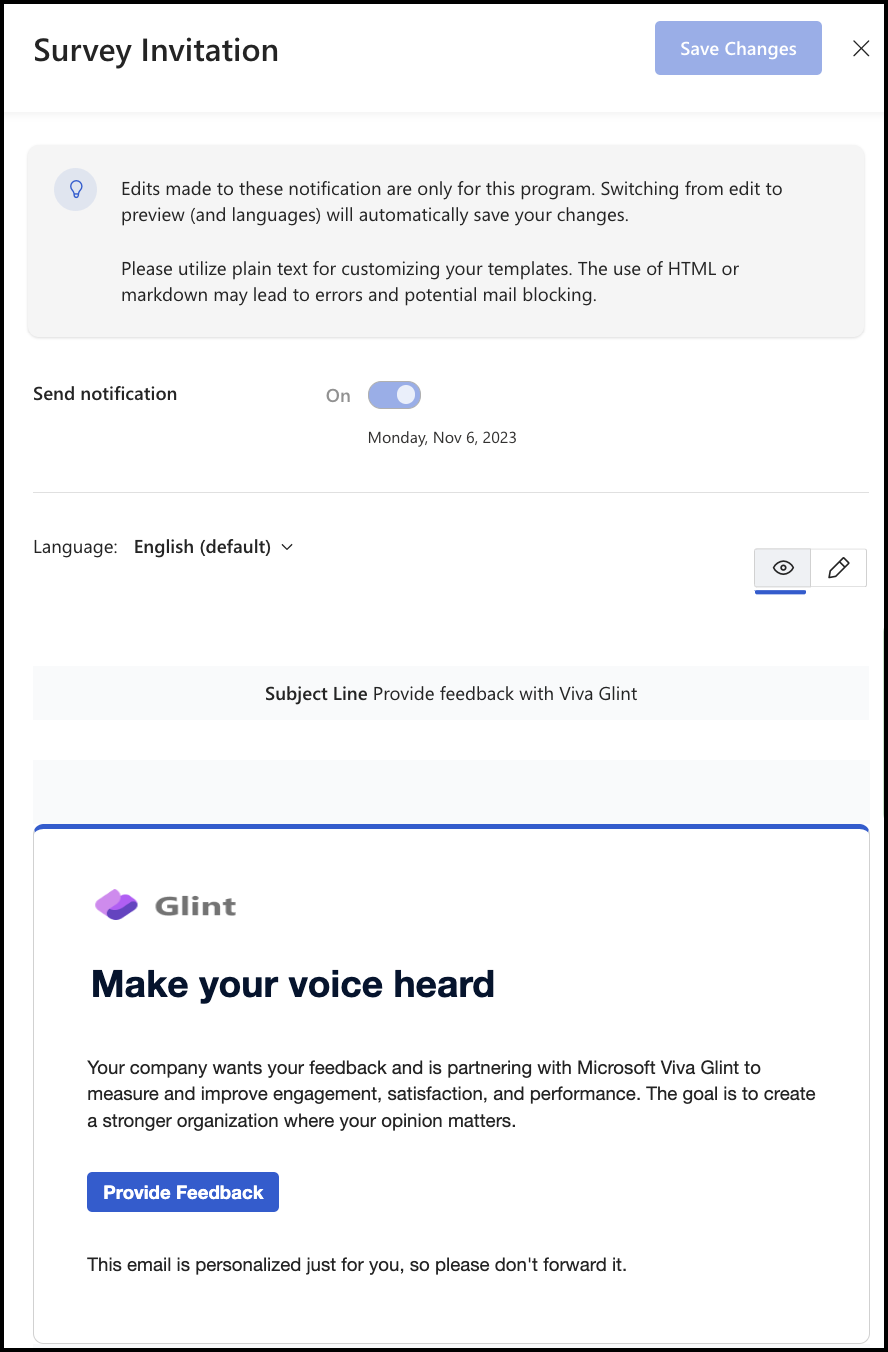 Survey Invitation
Save Changes
Edits made to these notification are only for this program. Switching from edit to
preview (and languages) will automatically save your changes.
Please utilize plain text for customizing your templates. The use of HTML or
markdown may lead to errors and potential mail blocking.
Send notification
On
Monday, Nov 6, 2023
Language: English (default)
Subject Line Provide feedback with Viva Glint
Glint
Make your voice heard
Your company wants your feedback and is partnering with Microsoft Viva Glint to
measure and improve engagement, satisfaction, and performance. The goal is to create
a stronger organization where your opinion matters.
Provide Feedback
This email is personalized just for you, so please don't forward it.